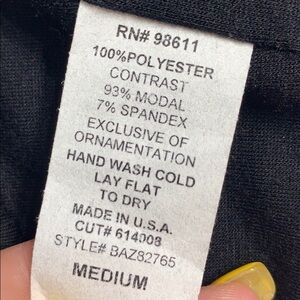 RN# 98611
100%POLYESTER
CONTRAST
93% MODAL
7% SPANDEX
EXCLUSIVE OF
ORNAMENTATION
HAND WASH COLD
LAY FLAT
TO DRY
MADE IN U.S.A.
CUT# 614008
STYLE# BAZ82765
MEDIUM